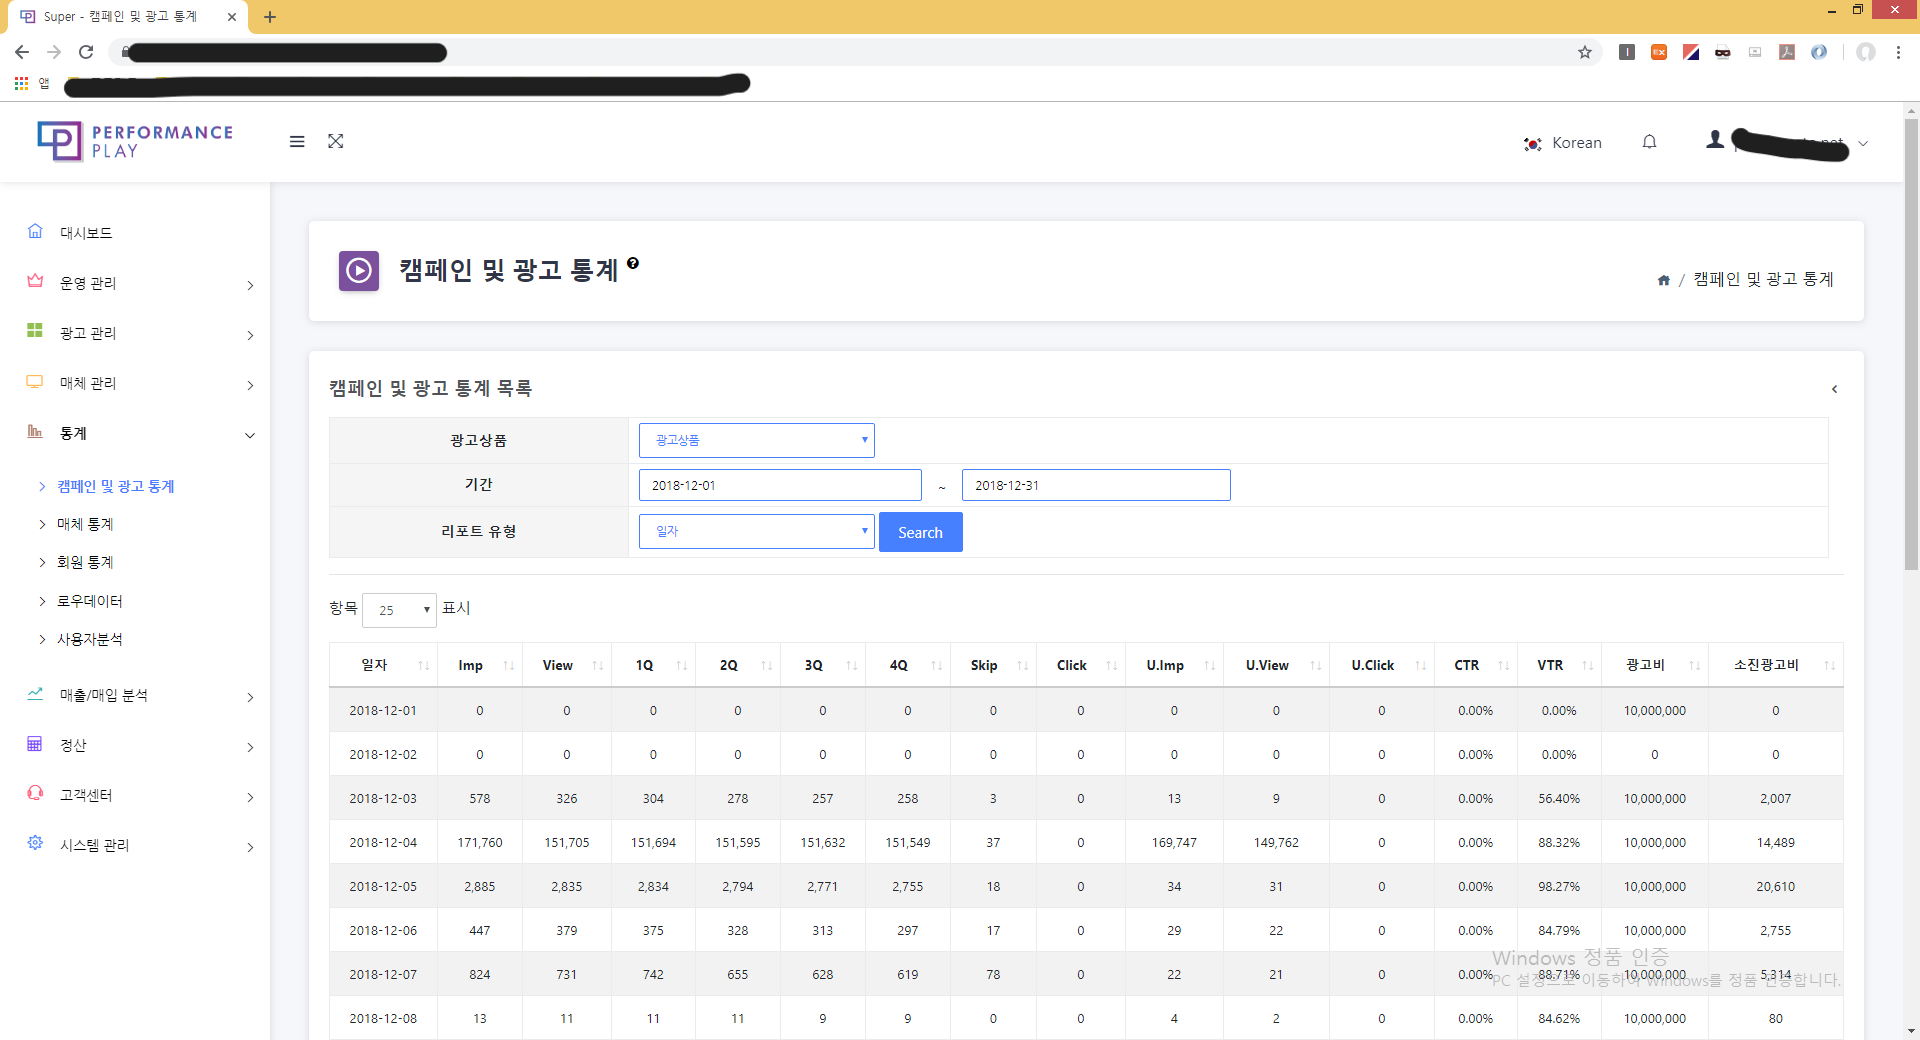 Super - 캠페인 및 광고 통계
앱
PERFORMANCE
PLAY
Korean
대시보드
운영 관리
광고 관리
매체 관리
통계
캠페인 및 광고 통계
매체 통계
회원 통계
로우데이터
사용자분석
매출/매입 분석
정산
고객센터
시스템 관리
캠페인 및 광고 통계
/ 캠페인 및 광고 통계
캠페인 및 광고 통계 목록
광고상품 광고상품
기간 2018-12-01 ~ 2018-12-31
리포트 유형 일자 Search
항목 25 표시
일자 Imp View 1Q 2Q 3Q 4Q Skip Click U.Imp U.View U.Click CTR VTR 광고비 소진광고비
2018-12-01 0 0 0 0 0 0 0 0 0 0 0 0.00% 0.00% 10,000,000 0
2018-12-02 0 0 0 0 0 0 0 0 0 0 0 0.00% 0.00% 0 0
2018-12-03 578 326 304 278 257 258 3 0 13 9 0 0.00% 56.40% 10,000,000 2,007
2018-12-04 171,760 151,705 151,694 151,595 151,632 151,549 37 0 169,747 149,762 0 0.00% 88.32% 10,000,000 14,489
2018-12-05 2,885 2,835 2,834 2,794 2,771 2,755 18 0 34 31 0 0.00% 98.27% 10,000,000 20,610
2018-12-06 447 379 375 328 313 297 17 0 29 22 0 0.00% 84.79% 10,000,000 2,755
2018-12-07 824 731 742 655 628 619 78 0 22 21 0 0.00% 88.71% 10,000,000 5,314
2018-12-08 13 11 11 11 9 9 0 0 4 2 0 0.00% 84.62% 10,000,000 80
Windows 정품 인증
PC 설정으로 이동하여 Windows를 정품 인증합니다.